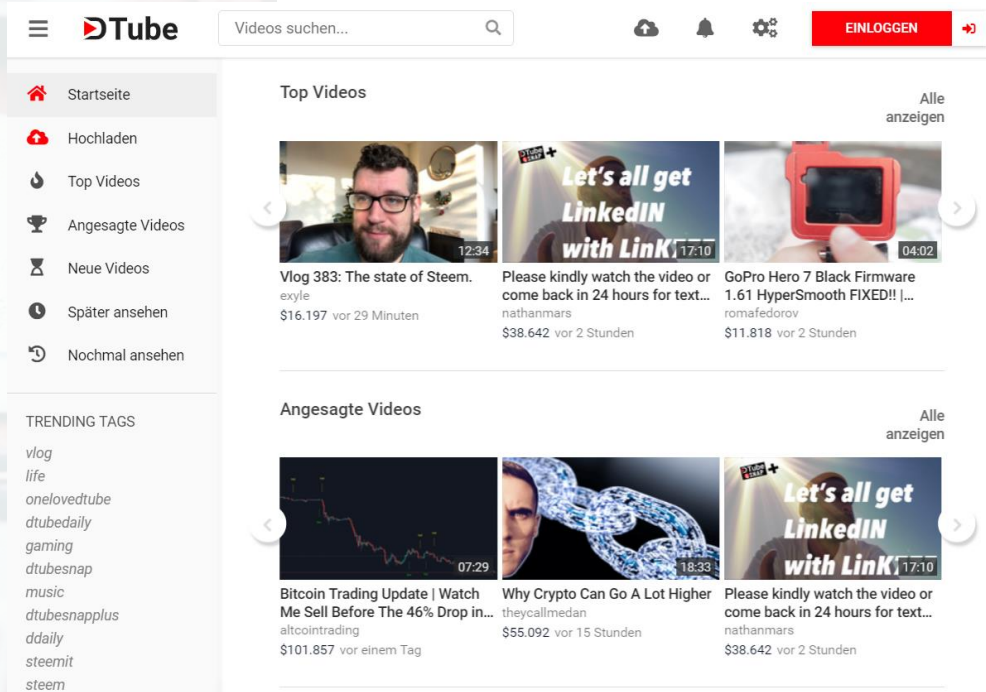 DTube
Videos suchen...
EINLOGGEN
Startseite
Hochladen
Top Videos
Angesagte Videos
Neue Videos
Später ansehen
Nochmal ansehen
TRENDING TAGS
vlog
life
onelovedtube
dtubedaily
gaming
dtubesnap
music
dtubesnapplus
ddaily
steemit
steem
Top Videos
Alle
anzeigen
12:34
Vlog 383: The state of Steem.
exyle
$16.197 vor 29 Minuten
DTube
SNAP +
Let's all get
LinkedIN
with LinK
17:10
Please kindly watch the video or
come back in 24 hours for text...
nathanmars
$38.642 vor 2 Stunden
04:02
GoPro Hero 7 Black Firmware
1.61 HyperSmooth FIXED!! |...
romafedorov
$11.818 vor 2 Stunden
Angesagte Videos
Alle
anzeigen
07:29
Bitcoin Trading Update | Watch
Me Sell Before The 46% Drop in...
altcointrading
$101.857 vor einem Tag
18:33
Why Crypto Can Go A Lot Higher
theycallmedan
$55.092 vor 15 Stunden
DTube
SNAP +
Let's all get
LinkedIN
with LinK
17:10
Please kindly watch the video or
come back in 24 hours for text...
nathanmars
$38.642 vor 2 Stunden